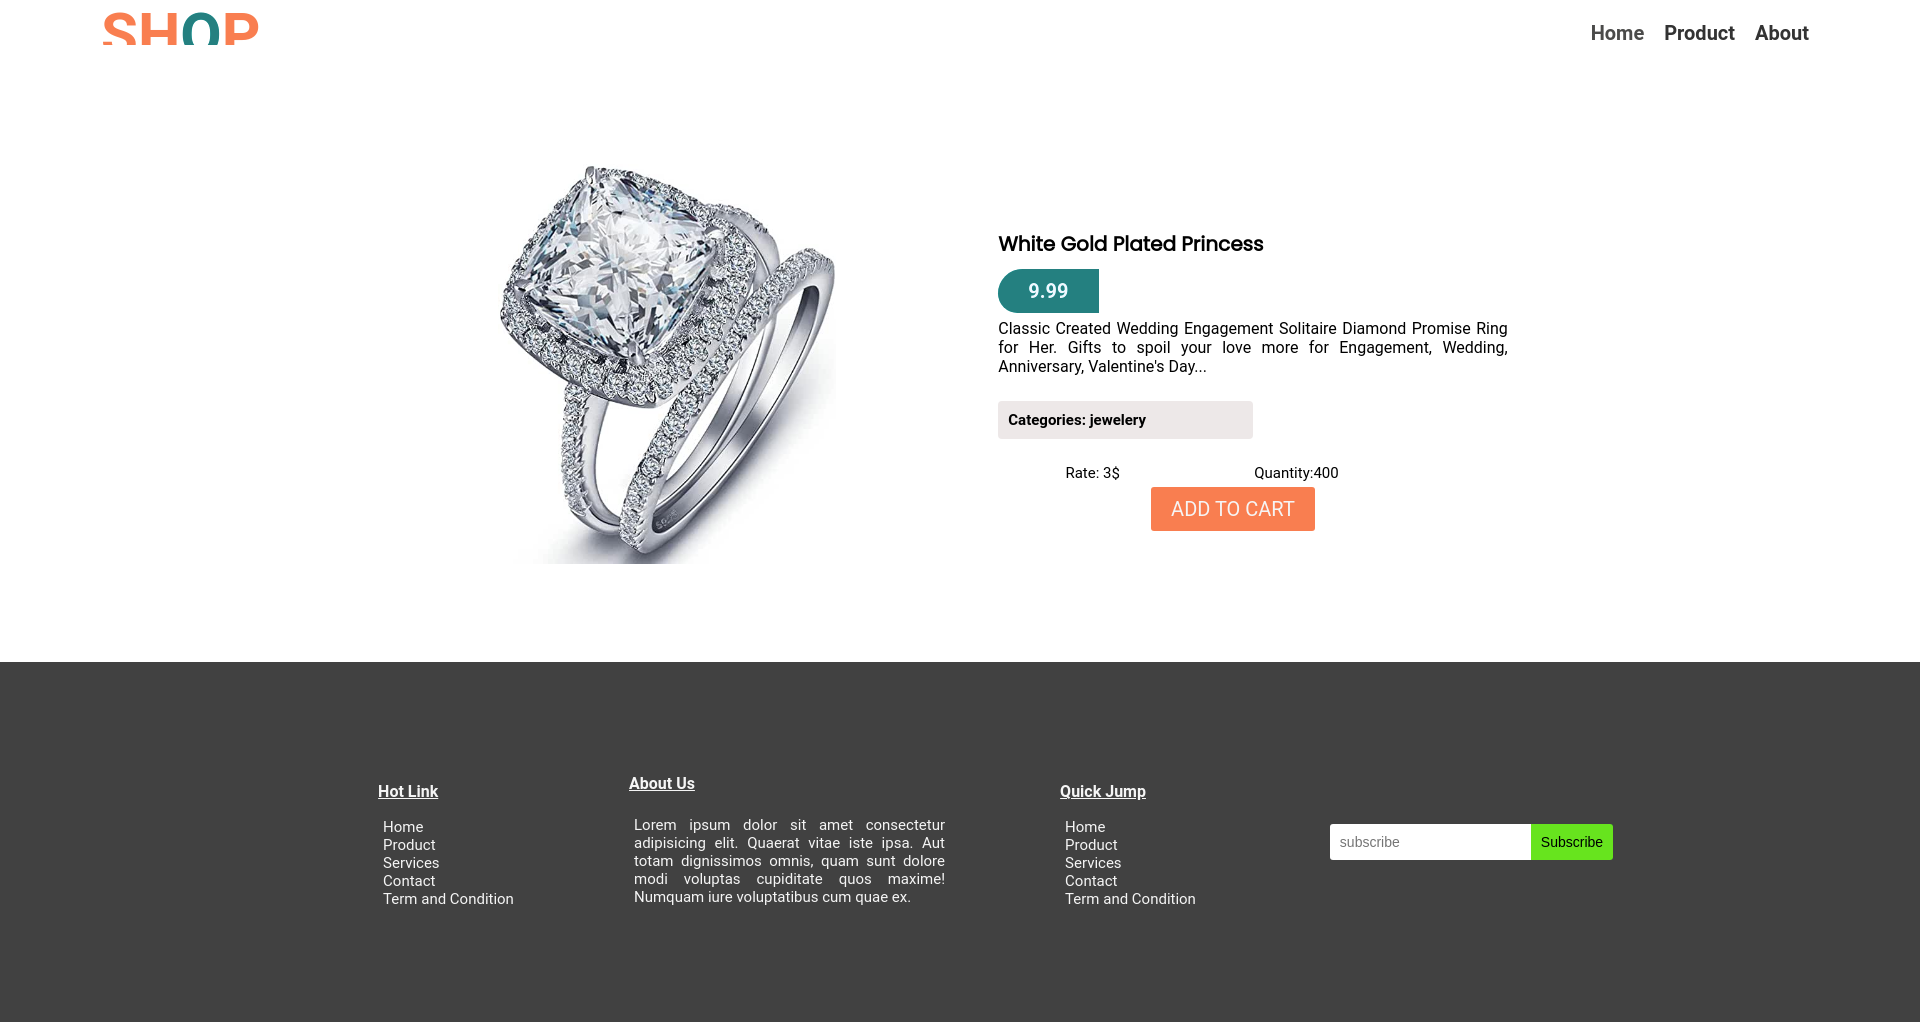 SHOP
Home Product About
White Gold Plated Princess
9.99
Classic Created Wedding Engagement Solitaire Diamond Promise Ring
for Her. Gifts to spoil your love more for Engagement, Wedding,
Anniversary, Valentine's Day...
Categories: jewelery
Rate: 3$ Quantity:400
ADD TO CART
Hot Link
Home
Product
Services
Contact
Term and Condition
About Us
Lorem ipsum dolor sit amet consectetur
adipisicing elit. Quaerat vitae iste ipsa. Aut
totam dignissimos omnis, quam sunt dolore
modi voluptas cupiditate quos maxime!
Numquam iure voluptatibus cum quae ex.
Quick Jump
Home
Product
Services
Contact
Term and Condition
subscribe Subscribe